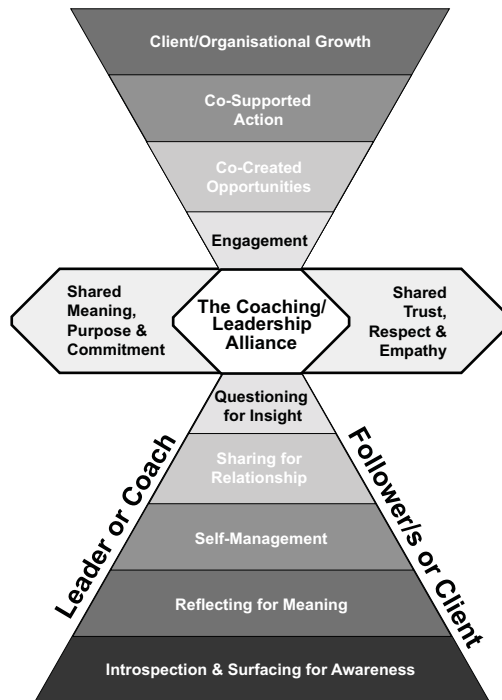 Client/Organisational Growth
Co-Supported
Action
Co-Created
Opportunities
Engagement
Shared
Meaning,
Purpose &
Commitment
The Coaching/
Leadership
Alliance
Shared
Trust,
Respect &
Empathy
Questioning
for Insight
Sharing for
Relationship
Self-Management
Reflecting for Meaning
Introspection & Surfacing for Awareness
Leader or Coach
Follower/s or Client